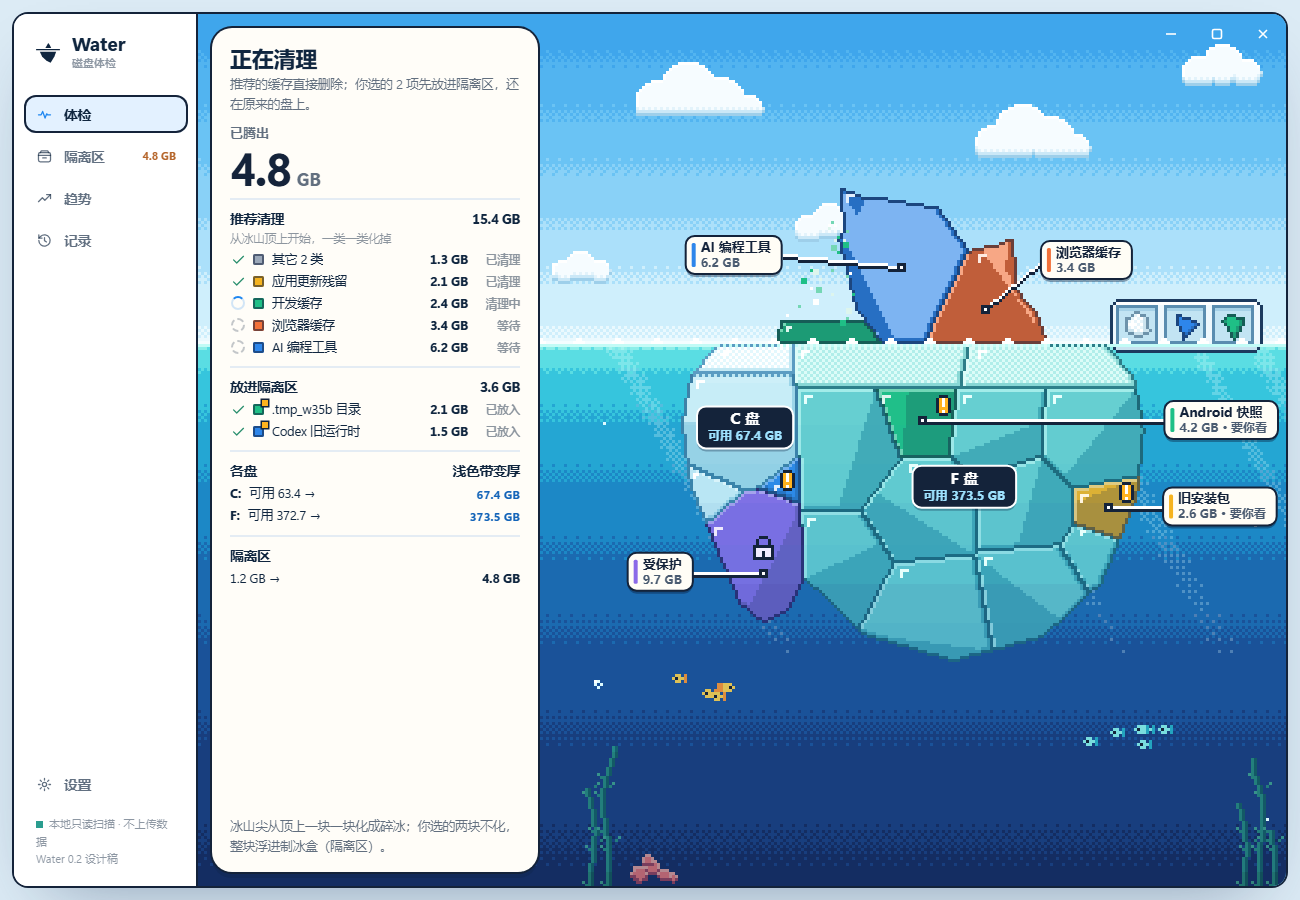 Water
磁盘体检
体检
隔离区 4.8 GB
趋势
记录
设置
本地只读扫描 · 不上传数
据
Water 0.2 设计稿
正在清理
推荐的缓存直接删除；你选的 2 项先放进隔离区，还
在原来的盘上。
已腾出
4.8 GB
推荐清理 15.4 GB
从冰山顶上开始，一类一类化掉
其它 2 类 1.3 GB 已清理
应用更新残留 2.1 GB 已清理
开发缓存 2.4 GB 清理中
浏览器缓存 3.4 GB 等待
AI 编程工具 6.2 GB 等待
放进隔离区 3.6 GB
.tmp_w35b 目录 2.1 GB 已放入
Codex 旧运行时 1.5 GB 已放入
各盘 浅色带变厚
C: 可用 63.4 → 67.4 GB
F: 可用 372.7 → 373.5 GB
隔离区
1.2 GB → 4.8 GB
冰山尖从顶上一块一块化成碎冰；你选的两块不化，
整块浮进制冰盒（隔离区）。
AI 编程工具
6.2 GB
浏览器缓存
3.4 GB
C 盘
可用 67.4 GB
Android 快照
4.2 GB • 要你看
F 盘
可用 373.5 GB
旧安装包
2.6 GB • 要你看
受保护
9.7 GB